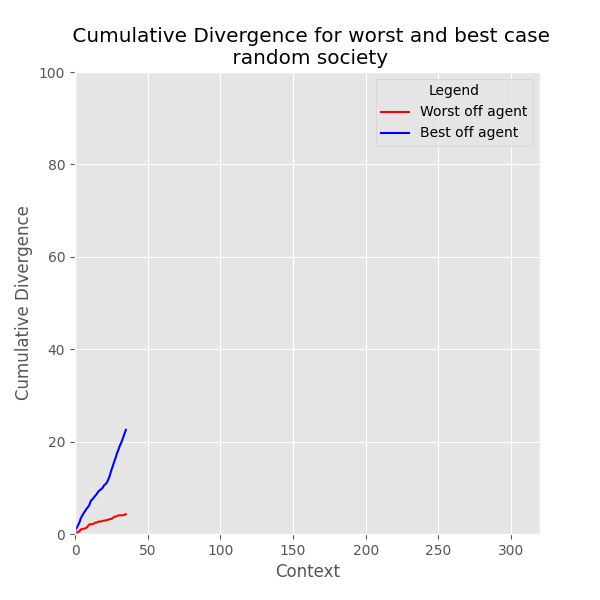 Cumulative Divergence for worst and best case
random society
100
80
60
40
20
0
Cumulative Divergence
Legend
Worst off agent
Best off agent
0 50 100 150 200 250 300
Context